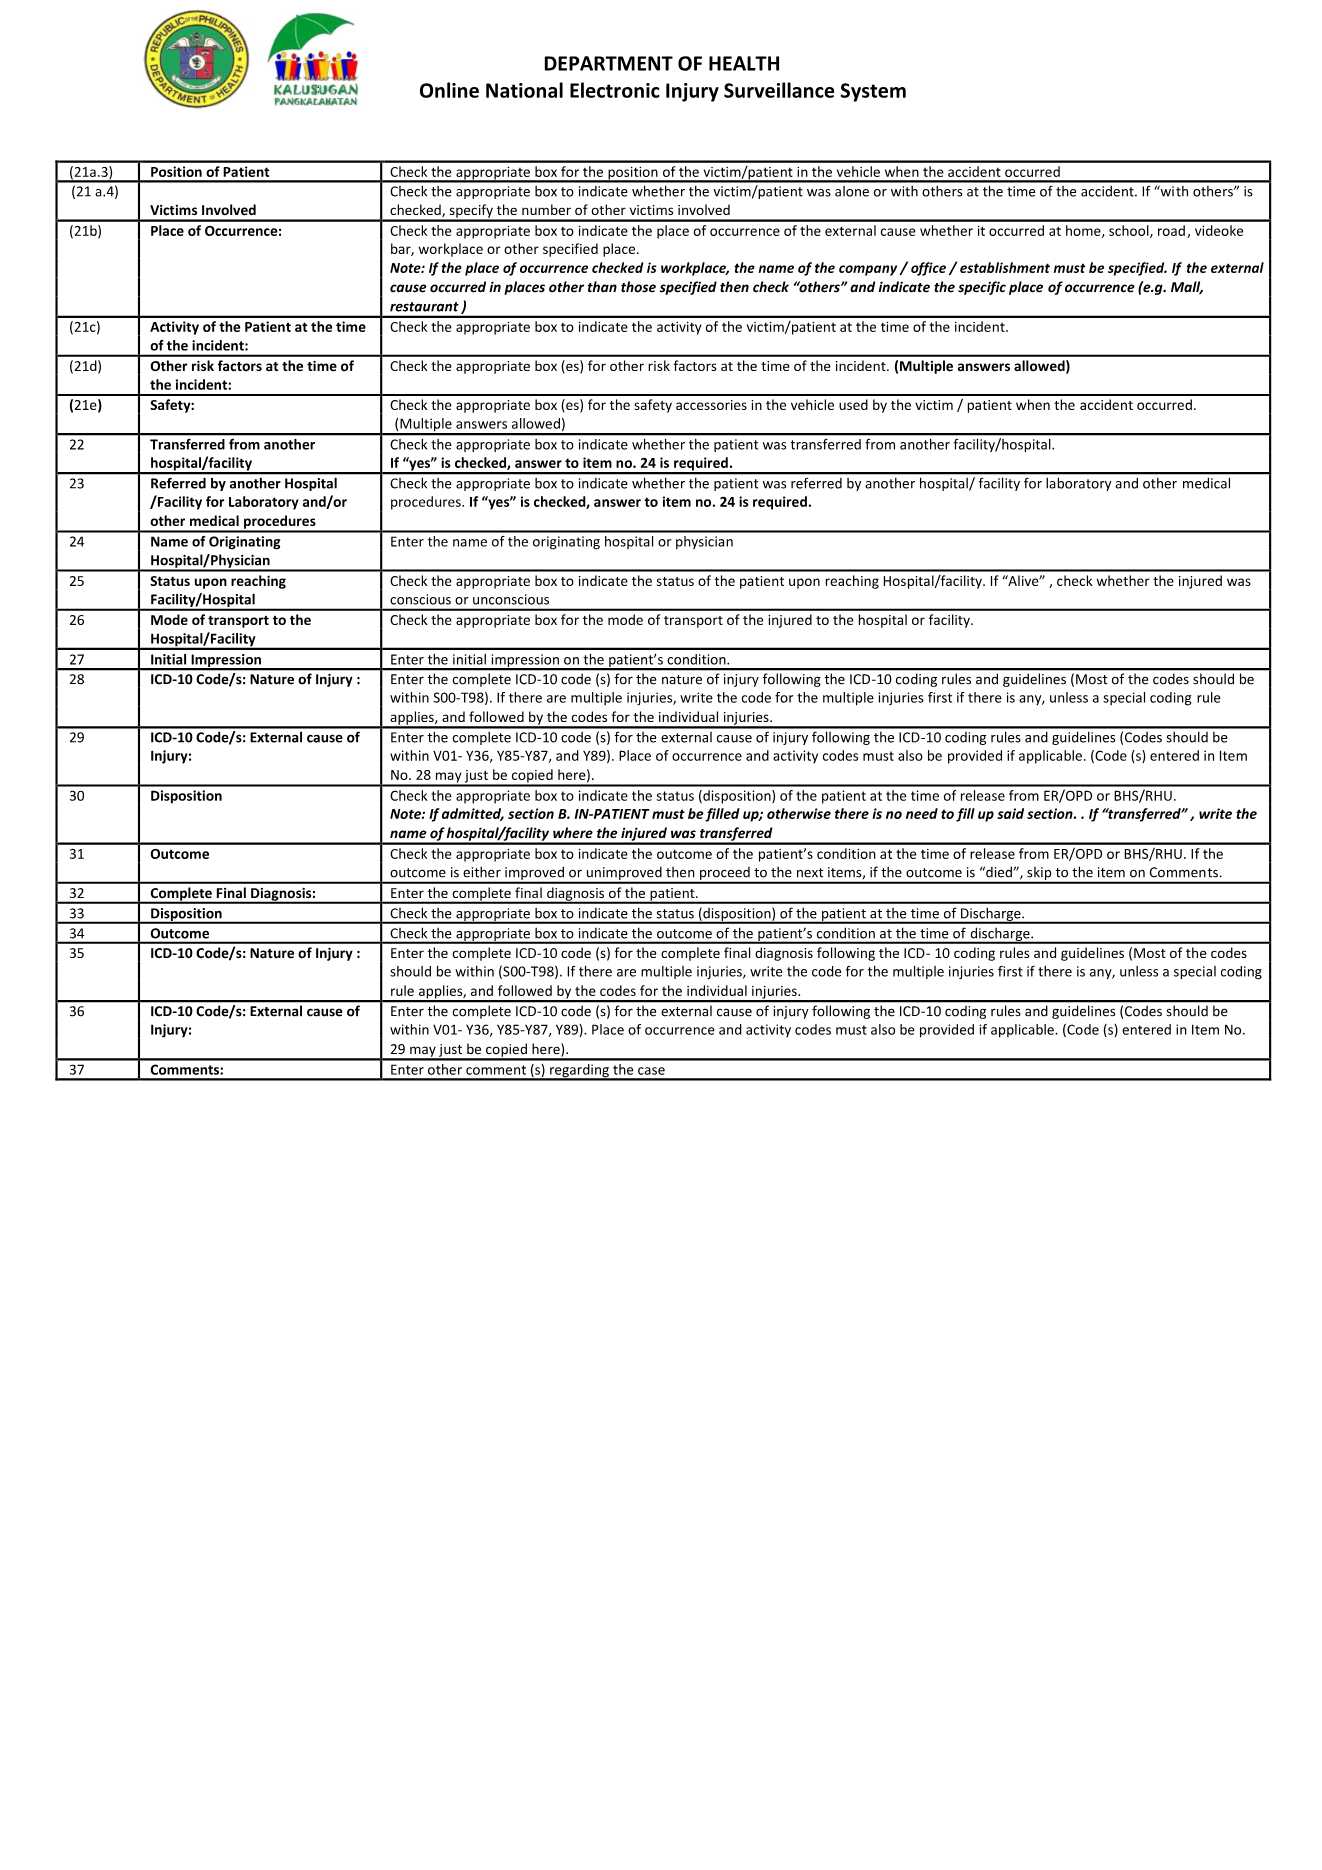 REPUBLIC OF THE PHILIPPINES
DEPARTMENT OF HEALTH
KALUSUGAN
PANGKALAHATAN
DEPARTMENT OF HEALTH
Online National Electronic Injury Surveillance System
(21a.3) Position of Patient Check the appropriate box for the position of the victim/patient in the vehicle when the accident occurred
(21 a.4) Check the appropriate box to indicate whether the victim/patient was alone or with others at the time of the accident. If “with others” is
Victims Involved checked, specify the number of other victims involved
(21b) Place of Occurrence: Check the appropriate box to indicate the place of occurrence of the external cause whether it occurred at home, school, road, videoke
bar, workplace or other specified place.
Note: If the place of occurrence checked is workplace, the name of the company / office / establishment must be specified. If the external
cause occurred in places other than those specified then check “others” and indicate the specific place of occurrence (e.g. Mall,
restaurant )
(21c) Activity of the Patient at the time Check the appropriate box to indicate the activity of the victim/patient at the time of the incident.
of the incident:
(21d) Other risk factors at the time of Check the appropriate box (es) for other risk factors at the time of the incident. (Multiple answers allowed)
the incident:
(21e) Safety: Check the appropriate box (es) for the safety accessories in the vehicle used by the victim / patient when the accident occurred.
(Multiple answers allowed)
22 Transferred from another Check the appropriate box to indicate whether the patient was transferred from another facility/hospital.
hospital/facility If “yes” is checked, answer to item no. 24 is required.
23 Referred by another Hospital Check the appropriate box to indicate whether the patient was referred by another hospital/ facility for laboratory and other medical
/Facility for Laboratory and/or procedures. If “yes” is checked, answer to item no. 24 is required.
other medical procedures
24 Name of Originating Enter the name of the originating hospital or physician
Hospital/Physician
25 Status upon reaching Check the appropriate box to indicate the status of the patient upon reaching Hospital/facility. If “Alive” , check whether the injured was
Facility/Hospital conscious or unconscious
26 Mode of transport to the Check the appropriate box for the mode of transport of the injured to the hospital or facility.
Hospital/Facility
27 Initial Impression Enter the initial impression on the patient’s condition.
28 ICD-10 Code/s: Nature of Injury : Enter the complete ICD-10 code (s) for the nature of injury following the ICD-10 coding rules and guidelines (Most of the codes should be
within S00-T98). If there are multiple injuries, write the code for the multiple injuries first if there is any, unless a special coding rule
applies, and followed by the codes for the individual injuries.
29 ICD-10 Code/s: External cause of Enter the complete ICD-10 code (s) for the external cause of injury following the ICD-10 coding rules and guidelines (Codes should be
Injury: within V01- Y36, Y85-Y87, and Y89). Place of occurrence and activity codes must also be provided if applicable. (Code (s) entered in Item
No. 28 may just be copied here).
30 Disposition Check the appropriate box to indicate the status (disposition) of the patient at the time of release from ER/OPD or BHS/RHU.
Note: If admitted, section B. IN-PATIENT must be filled up; otherwise there is no need to fill up said section. . If “transferred” , write the
name of hospital/facility where the injured was transferred
31 Outcome Check the appropriate box to indicate the outcome of the patient’s condition at the time of release from ER/OPD or BHS/RHU. If the
outcome is either improved or unimproved then proceed to the next items, if the outcome is “died”, skip to the item on Comments.
32 Complete Final Diagnosis: Enter the complete final diagnosis of the patient.
33 Disposition Check the appropriate box to indicate the status (disposition) of the patient at the time of Discharge.
34 Outcome Check the appropriate box to indicate the outcome of the patient’s condition at the time of discharge.
35 ICD-10 Code/s: Nature of Injury : Enter the complete ICD-10 code (s) for the complete final diagnosis following the ICD- 10 coding rules and guidelines (Most of the codes
should be within (S00-T98). If there are multiple injuries, write the code for the multiple injuries first if there is any, unless a special coding
rule applies, and followed by the codes for the individual injuries.
36 ICD-10 Code/s: External cause of Enter the complete ICD-10 code (s) for the external cause of injury following the ICD-10 coding rules and guidelines (Codes should be
Injury: within V01- Y36, Y85-Y87, Y89). Place of occurrence and activity codes must also be provided if applicable. (Code (s) entered in Item No.
29 may just be copied here).
37 Comments: Enter other comment (s) regarding the case